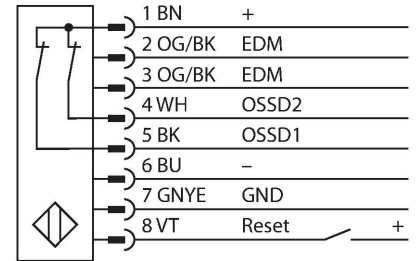 1 BN +
2 OG/BK EDM
3 OG/BK EDM
4 WH OSSD2
5 BK OSSD1
6 BU –
7 GNYE GND
8 VT Reset +